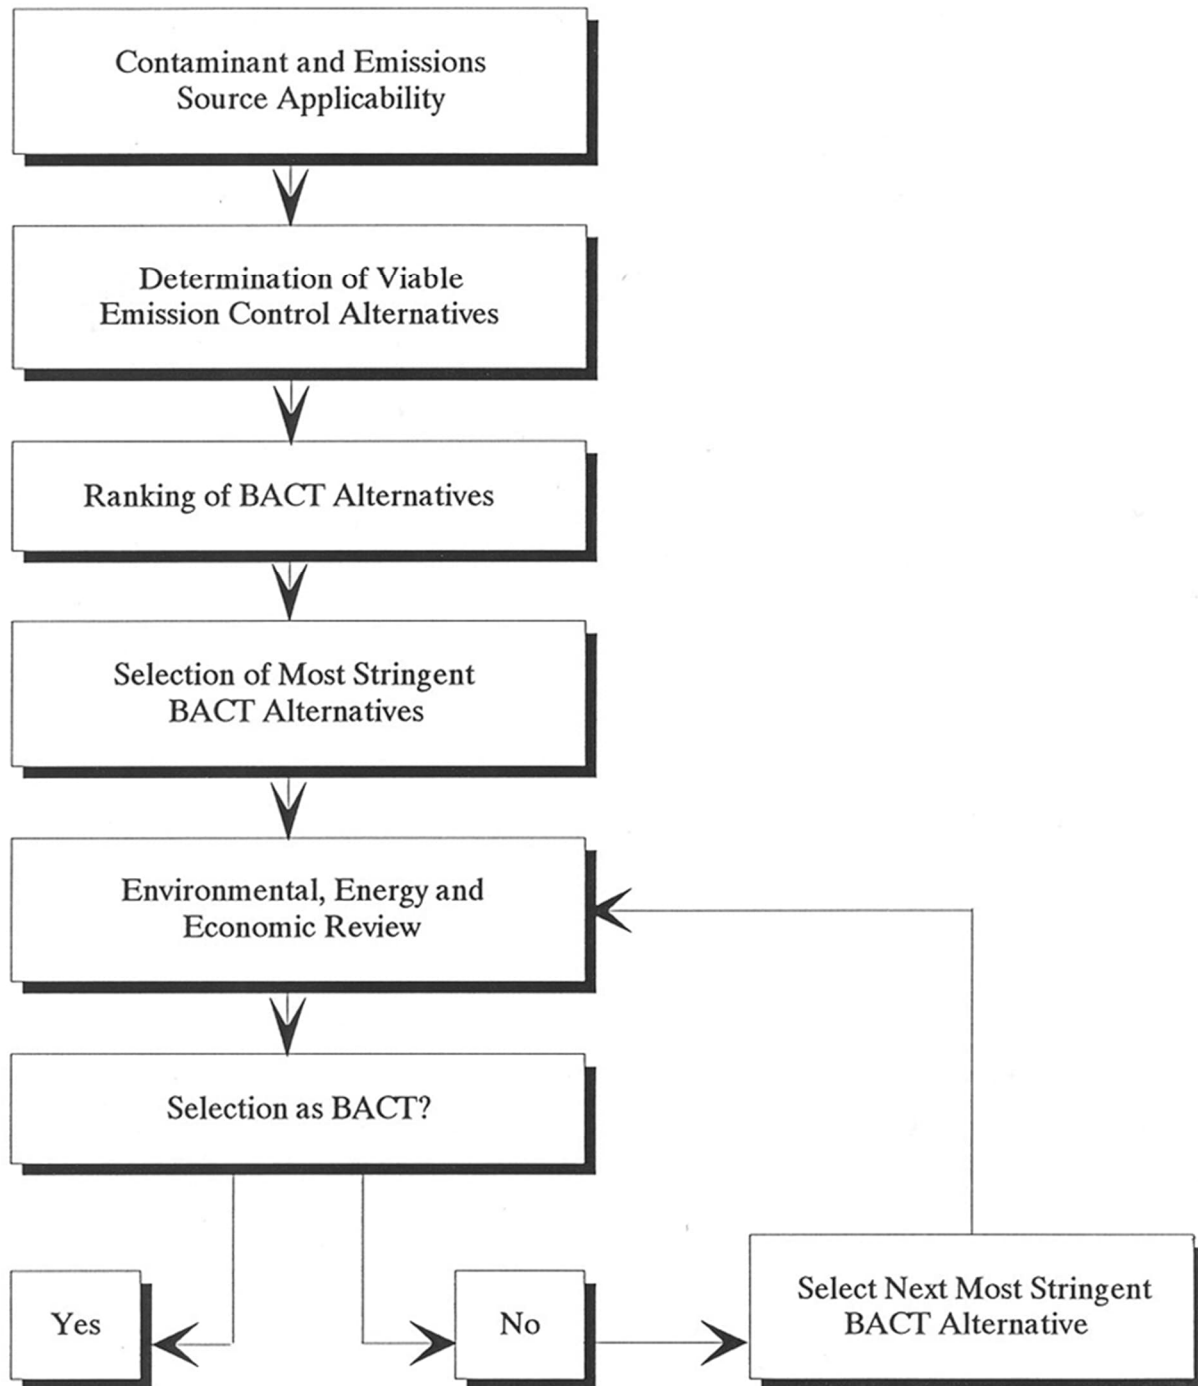 Contaminant and Emissions
Source Applicability
Determination of Viable
Emission Control Alternatives
Ranking of BACT Alternatives
Selection of Most Stringent
BACT Alternatives
Environmental, Energy and
Economic Review
Selection as BACT?
Yes
No
Select Next Most Stringent
BACT Alternative